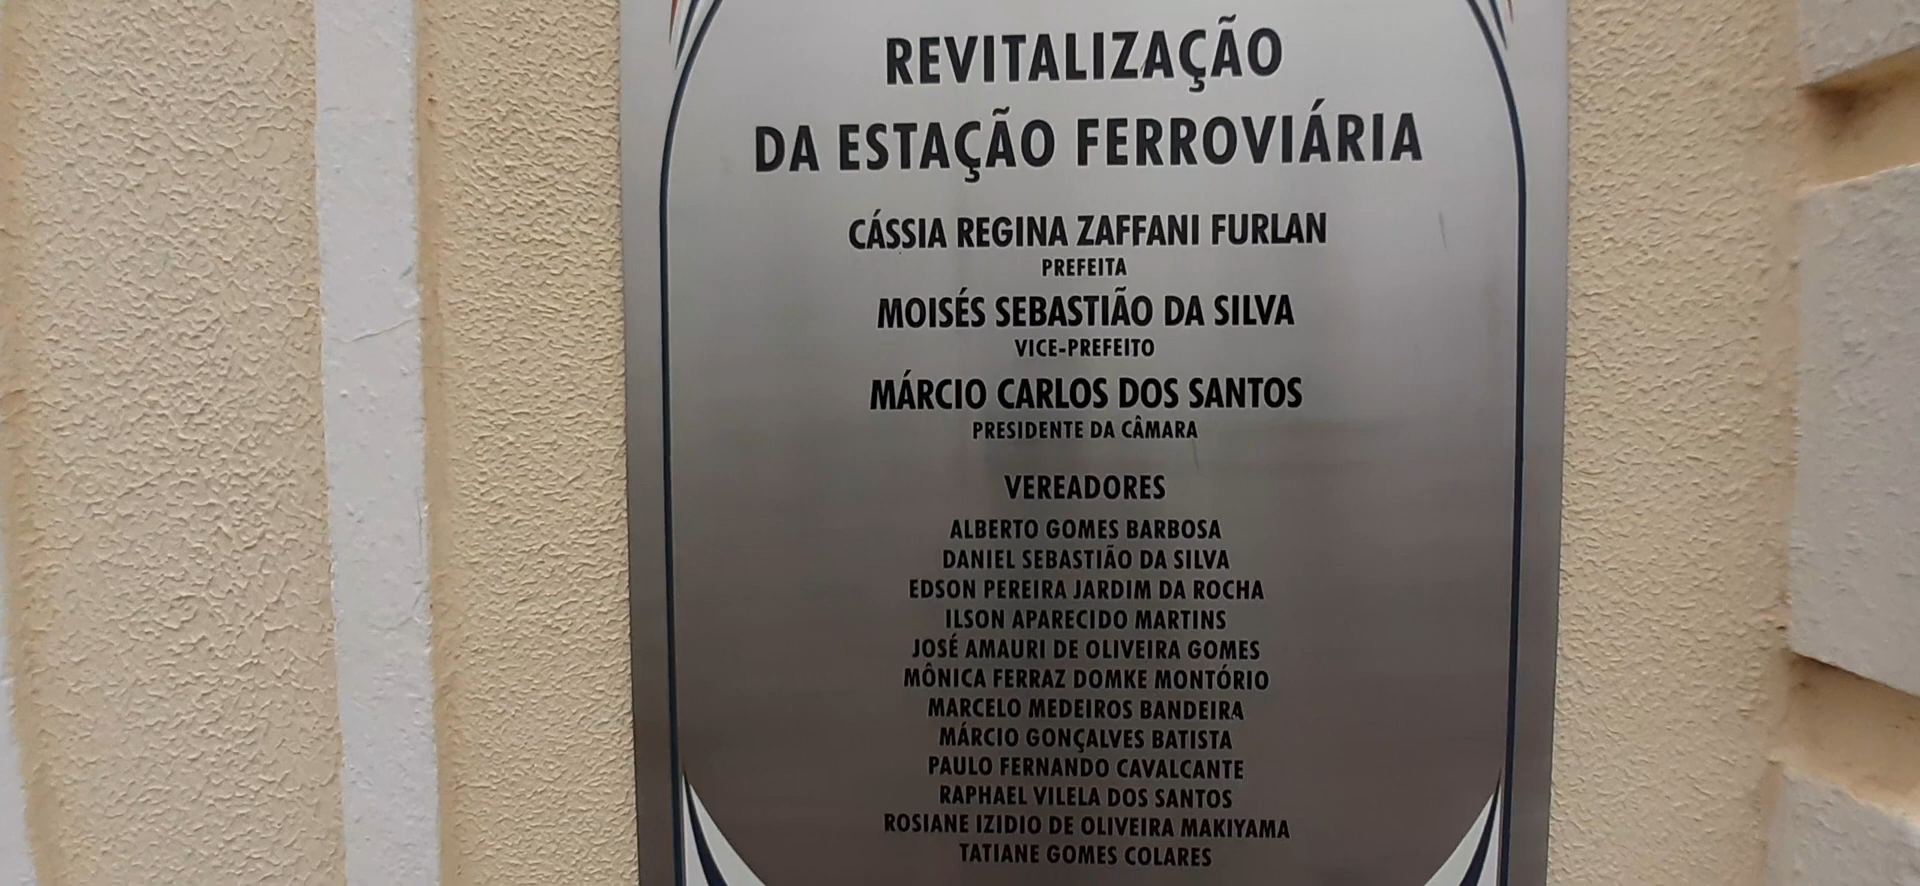 REVITALIZAÇÃO
DA ESTAÇÃO FERROVIÁRIA
CÁSSIA REGINA ZAFFANI FURLAN
PREFEITA
MOISÉS SEBASTIÃO DA SILVA
VICE-PREFEITO
MÁRCIO CARLOS DOS SANTOS
PRESIDENTE DA CÂMARA
VEREADORES
ALBERTO GOMES BARBOSA
DANIEL SEBASTIÃO DA SILVA
EDSON PEREIRA JARDIM DA ROCHA
ILSON APARECIDO MARTINS
JOSÉ AMAURI DE OLIVEIRA GOMES
MÔNICA FERRAZ DOMKE MONTÓRIO
MARCELO MEDEIROS BANDEIRA
MÁRCIO GONÇALVES BATISTA
PAULO FERNANDO CAVALCANTE
RAPHAEL VILELA DOS SANTOS
ROSIANE IZIDIO DE OLIVEIRA MAKIYAMA
TATIANE GOMES COLARES